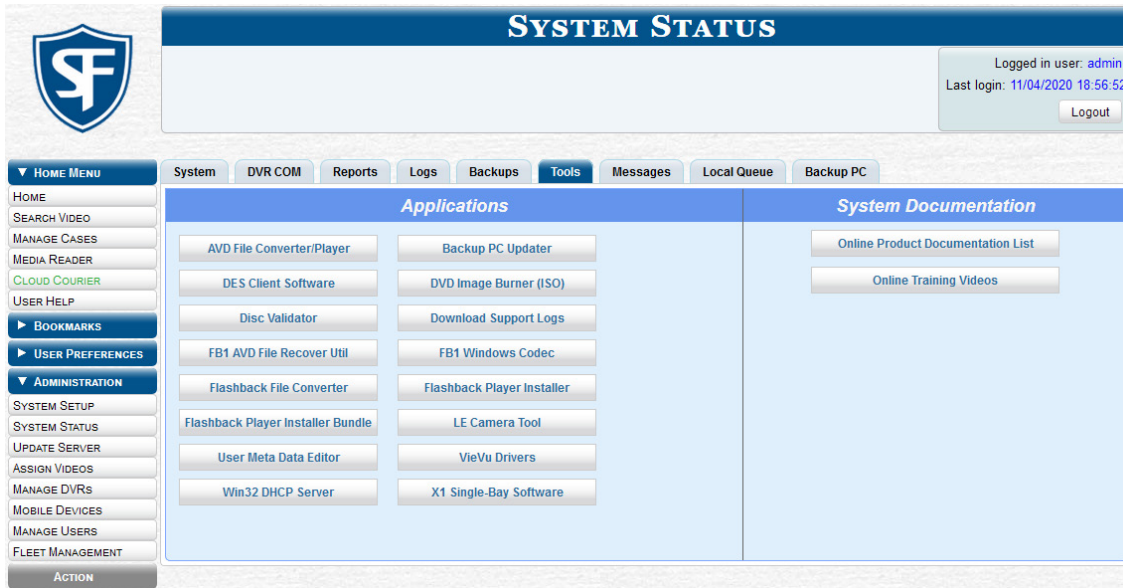 SYSTEM STATUS
Logged in user: admin
Last login: 11/04/2020 18:56:52
Logout
SF
▼ HOME MENU
HOME
SEARCH VIDEO
MANAGE CASES
MEDIA READER
CLOUD COURIER
USER HELP
► BOOKMARKS
► USER PREFERENCES
▼ ADMINISTRATION
SYSTEM SETUP
SYSTEM STATUS
UPDATE SERVER
ASSIGN VIDEOS
MANAGE DVRS
MOBILE DEVICES
MANAGE USERS
FLEET MANAGEMENT
ACTION
System DVR COM Reports Logs Backups Tools Messages Local Queue Backup PC
Applications
AVD File Converter/Player Backup PC Updater
DES Client Software DVD Image Burner (ISO)
Disc Validator Download Support Logs
FB1 AVD File Recover Util FB1 Windows Codec
Flashback File Converter Flashback Player Installer
Flashback Player Installer Bundle LE Camera Tool
User Meta Data Editor VieVu Drivers
Win32 DHCP Server X1 Single-Bay Software
System Documentation
Online Product Documentation List
Online Training Videos